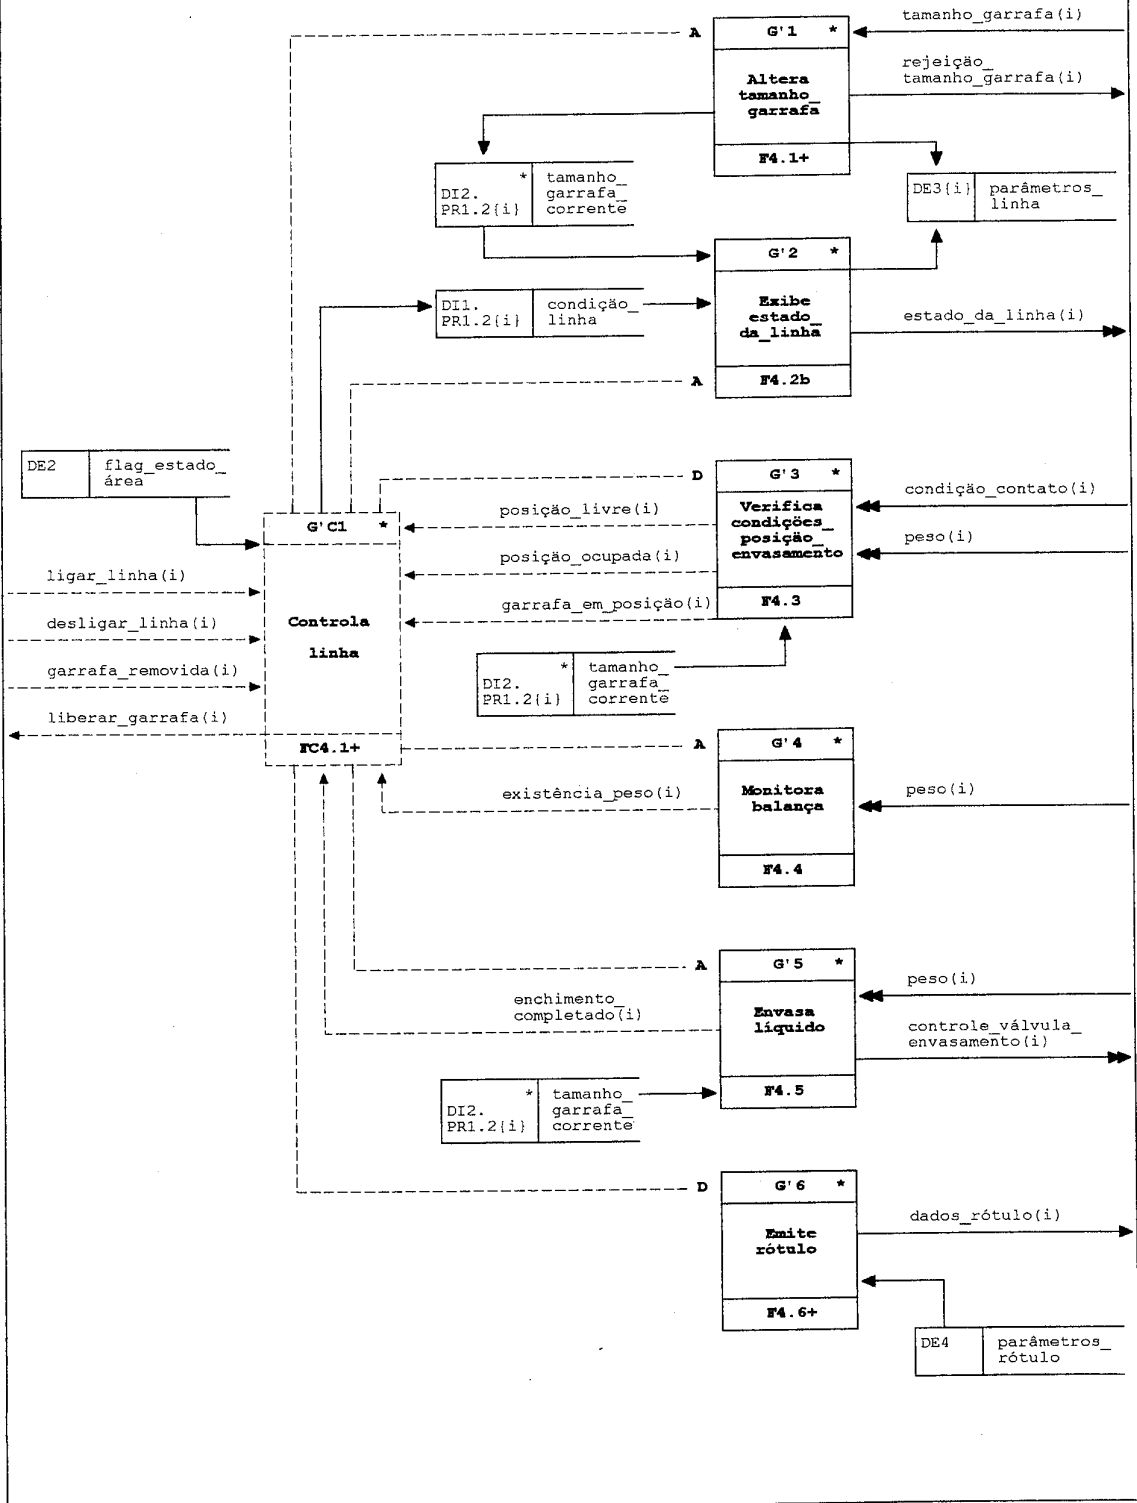 tamanho_garrafa(i)
A
G'1 *
rejeição_
tamanho_garrafa(i)
Altera
tamanho_
garrafa
F4.1+
*
DI2.
PR1.2{i}
tamanho_
garrafa_
corrente
DE3{i}
parâmetros_
linha
G'2 *
DI1.
PR1.2{i}
condição_
linha
Exibe
estado_
da_linha
estado_da_linha(i)
A
F4.2b
DE2
flag_estado_
área
D
G'3 *
condição_contato(i)
posição_livre(i)
Verifica
condições_
posição_
envasamento
G'C1 *
peso(i)
posição_ocupada(i)
ligar_linha(i)
garrafa_em_posição(i)
F4.3
desligar_linha(i)
Controla
linha
garrafa_removida(i)
*
DI2.
PR1.2{i}
tamanho_
garrafa_
corrente
liberar_garrafa(i)
FC4.1+
A
G'4 *
existência_peso(i)
Monitora
balança
peso(i)
F4.4
A
G'5 *
peso(i)
enchimento_
completado(i)
Envasa
líquido
controle_válvula_
envasamento(i)
*
DI2.
PR1.2{i}
tamanho_
garrafa_
corrente
F4.5
D
G'6 *
dados_rótulo(i)
Emite
rótulo
F4.6+
DE4
parâmetros_
rótulo